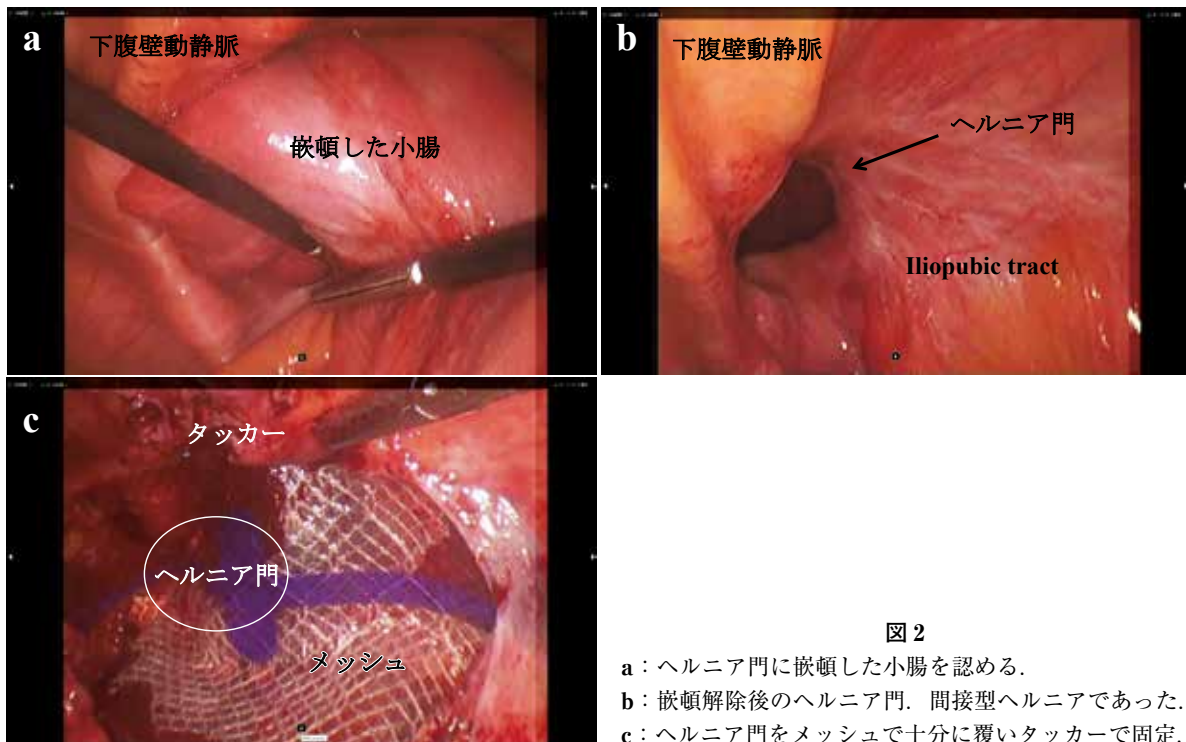 a
下腹壁動静脈
嵌頓した小腸
b
下腹壁動静脈
ヘルニア門
Iliopubic tract
c
タッカー
ヘルニア門
メッシュ
図2
a：ヘルニア門に嵌頓した小腸を認める．
b：嵌頓解除後のヘルニア門．間接型ヘルニアであった．
c：ヘルニア門をメッシュで十分に覆いタッカーで固定．